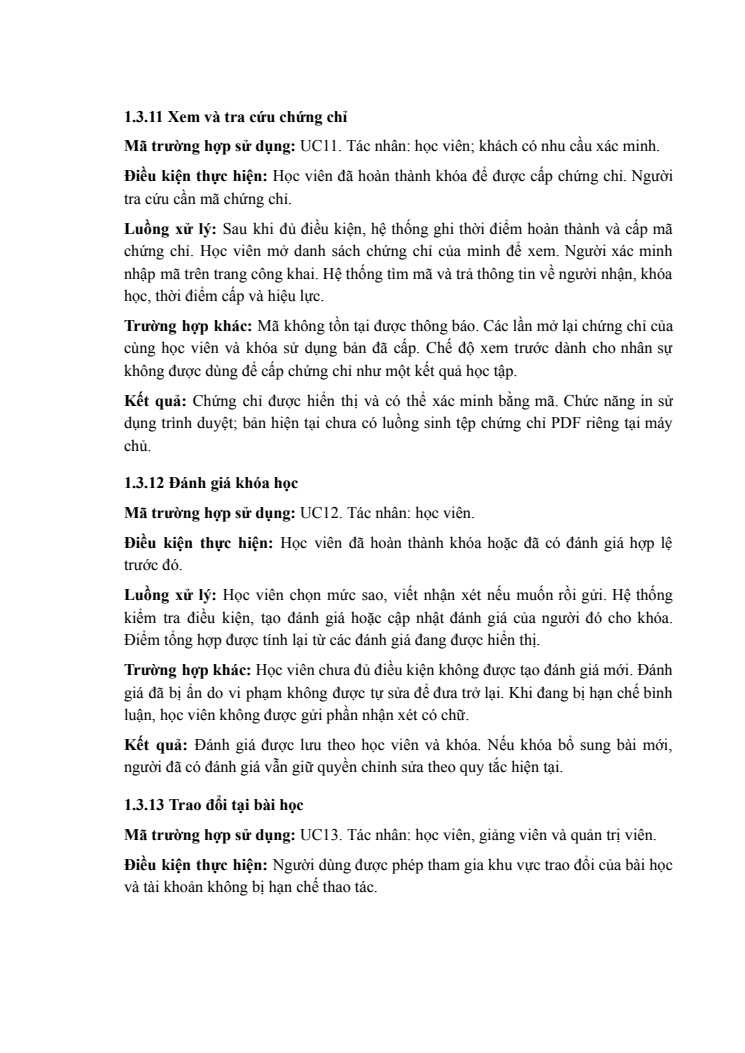 1.3.11 Xem và tra cứu chứng chỉ
Mã trường hợp sử dụng: UC11. Tác nhân: học viên; khách có nhu cầu xác minh.
Điều kiện thực hiện: Học viên đã hoàn thành khóa để được cấp chứng chỉ. Người
tra cứu cần mã chứng chỉ.
Luồng xử lý: Sau khi đủ điều kiện, hệ thống ghi thời điểm hoàn thành và cấp mã
chứng chỉ. Học viên mở danh sách chứng chỉ của mình để xem. Người xác minh
nhập mã trên trang công khai. Hệ thống tìm mã và trả thông tin về người nhận, khóa
học, thời điểm cấp và hiệu lực.
Trường hợp khác: Mã không tồn tại được thông báo. Các lần mở lại chứng chỉ của
cùng học viên và khóa sử dụng bản đã cấp. Chế độ xem trước dành cho nhân sự
không được dùng để cấp chứng chỉ như một kết quả học tập.
Kết quả: Chứng chỉ được hiển thị và có thể xác minh bằng mã. Chức năng in sử
dụng trình duyệt; bản hiện tại chưa có luồng sinh tệp chứng chỉ PDF riêng tại máy
chủ.
1.3.12 Đánh giá khóa học
Mã trường hợp sử dụng: UC12. Tác nhân: học viên.
Điều kiện thực hiện: Học viên đã hoàn thành khóa hoặc đã có đánh giá hợp lệ
trước đó.
Luồng xử lý: Học viên chọn mức sao, viết nhận xét nếu muốn rồi gửi. Hệ thống
kiểm tra điều kiện, tạo đánh giá hoặc cập nhật đánh giá của người đó cho khóa.
Điểm tổng hợp được tính lại từ các đánh giá đang được hiển thị.
Trường hợp khác: Học viên chưa đủ điều kiện không được tạo đánh giá mới. Đánh
giá đã bị ẩn do vi phạm không được tự sửa để đưa trở lại. Khi đang bị hạn chế bình
luận, học viên không được gửi phần nhận xét có chữ.
Kết quả: Đánh giá được lưu theo học viên và khóa. Nếu khóa bổ sung bài mới,
người đã có đánh giá vẫn giữ quyền chỉnh sửa theo quy tắc hiện tại.
1.3.13 Trao đổi tại bài học
Mã trường hợp sử dụng: UC13. Tác nhân: học viên, giảng viên và quản trị viên.
Điều kiện thực hiện: Người dùng được phép tham gia khu vực trao đổi của bài học
và tài khoản không bị hạn chế thao tác.